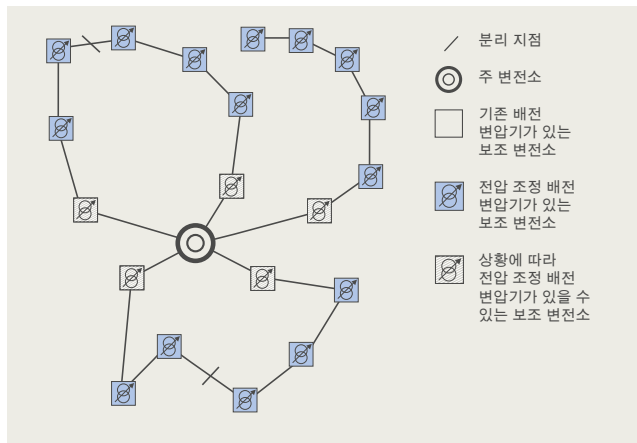 분리 지점
주 변전소
기존 배전
변압기가 있는
보조 변전소
전압 조정 배전
변압기가 있는
보조 변전소
상황에 따라
전압 조정 배전
변압기가 있을 수
있는 보조 변전소